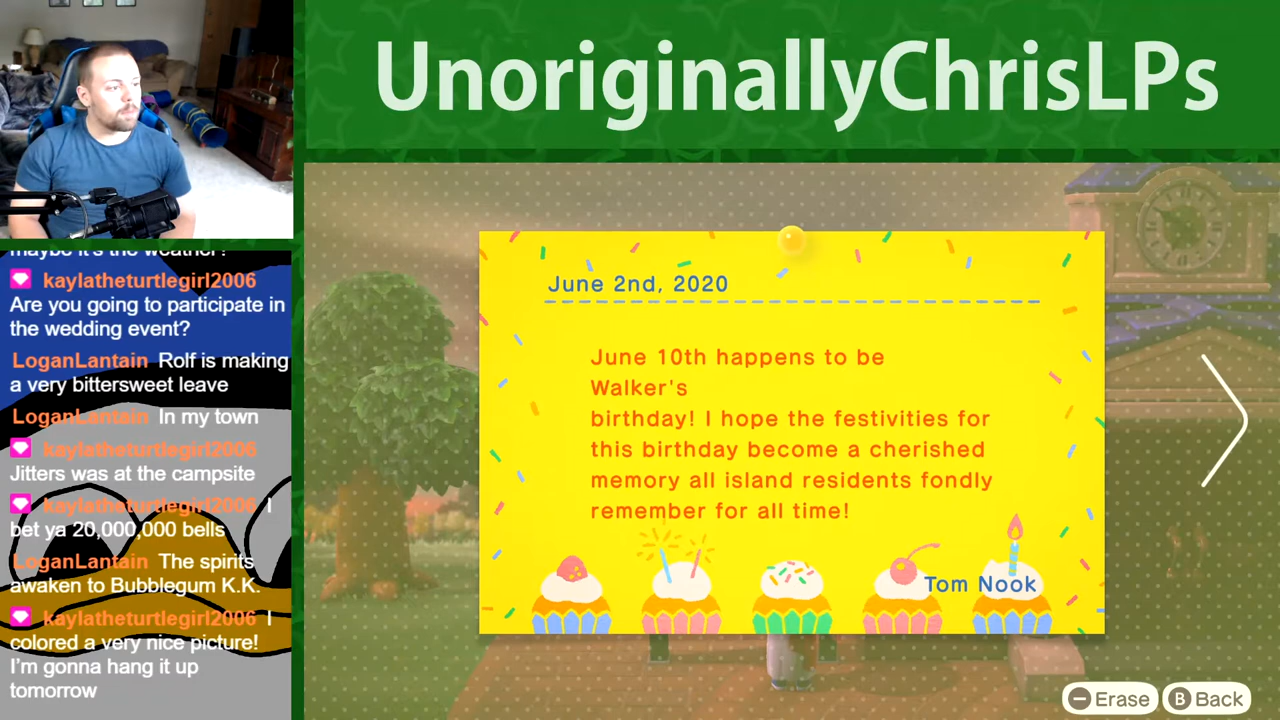 UnoriginallyChrisLPs
maybe it's the weather?
kaylatheturtlegirl2006
Are you going to participate in
the wedding event?
LoganLantain Rolf is making
a very bittersweet leave
LoganLantain In my town
kaylatheturtlegirl2006
Jitters was at the campsite
kaylatheturtlegirl2006 I
bet ya 20,000,000 bells
LoganLantain The spirits
awaken to Bubblegum K.K.
kaylatheturtlegirl2006 I
colored a very nice picture!
I'm gonna hang it up
tomorrow
June 2nd, 2020
June 10th happens to be
Walker's
birthday! I hope the festivities for
this birthday become a cherished
memory all island residents fondly
remember for all time!
Tom Nook
Erase
B Back